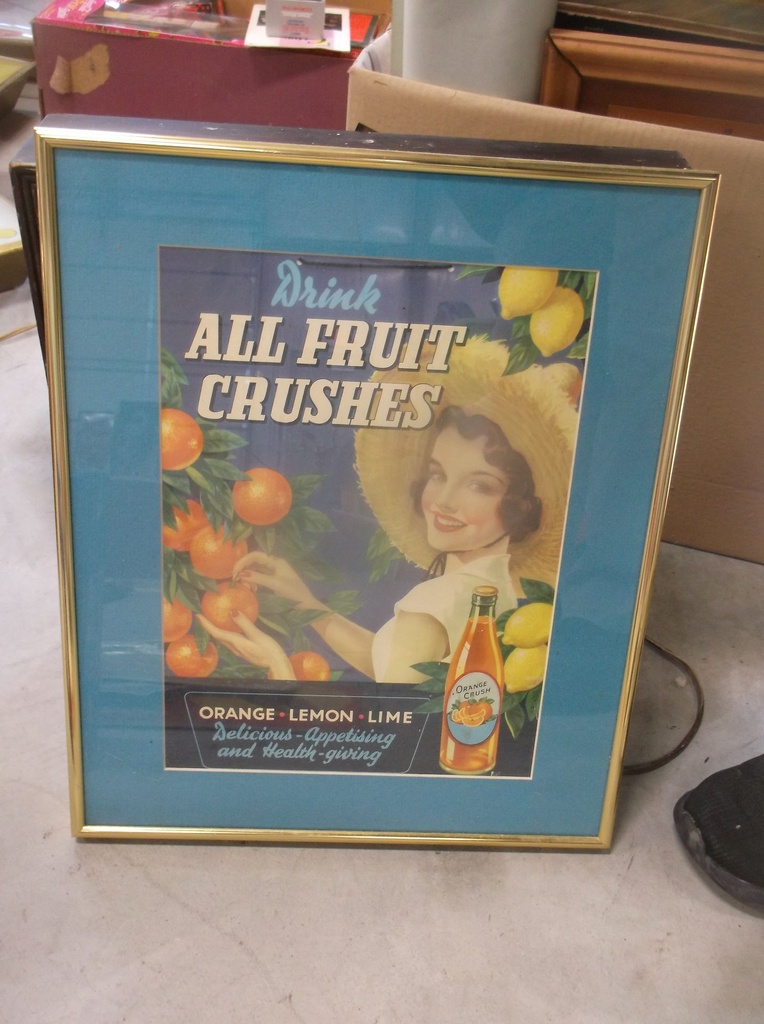 Drink
ALL FRUIT
CRUSHES
ORANGE
CRUSH
ORANGE • LEMON • LIME
Delicious - Appetising
and Health-giving